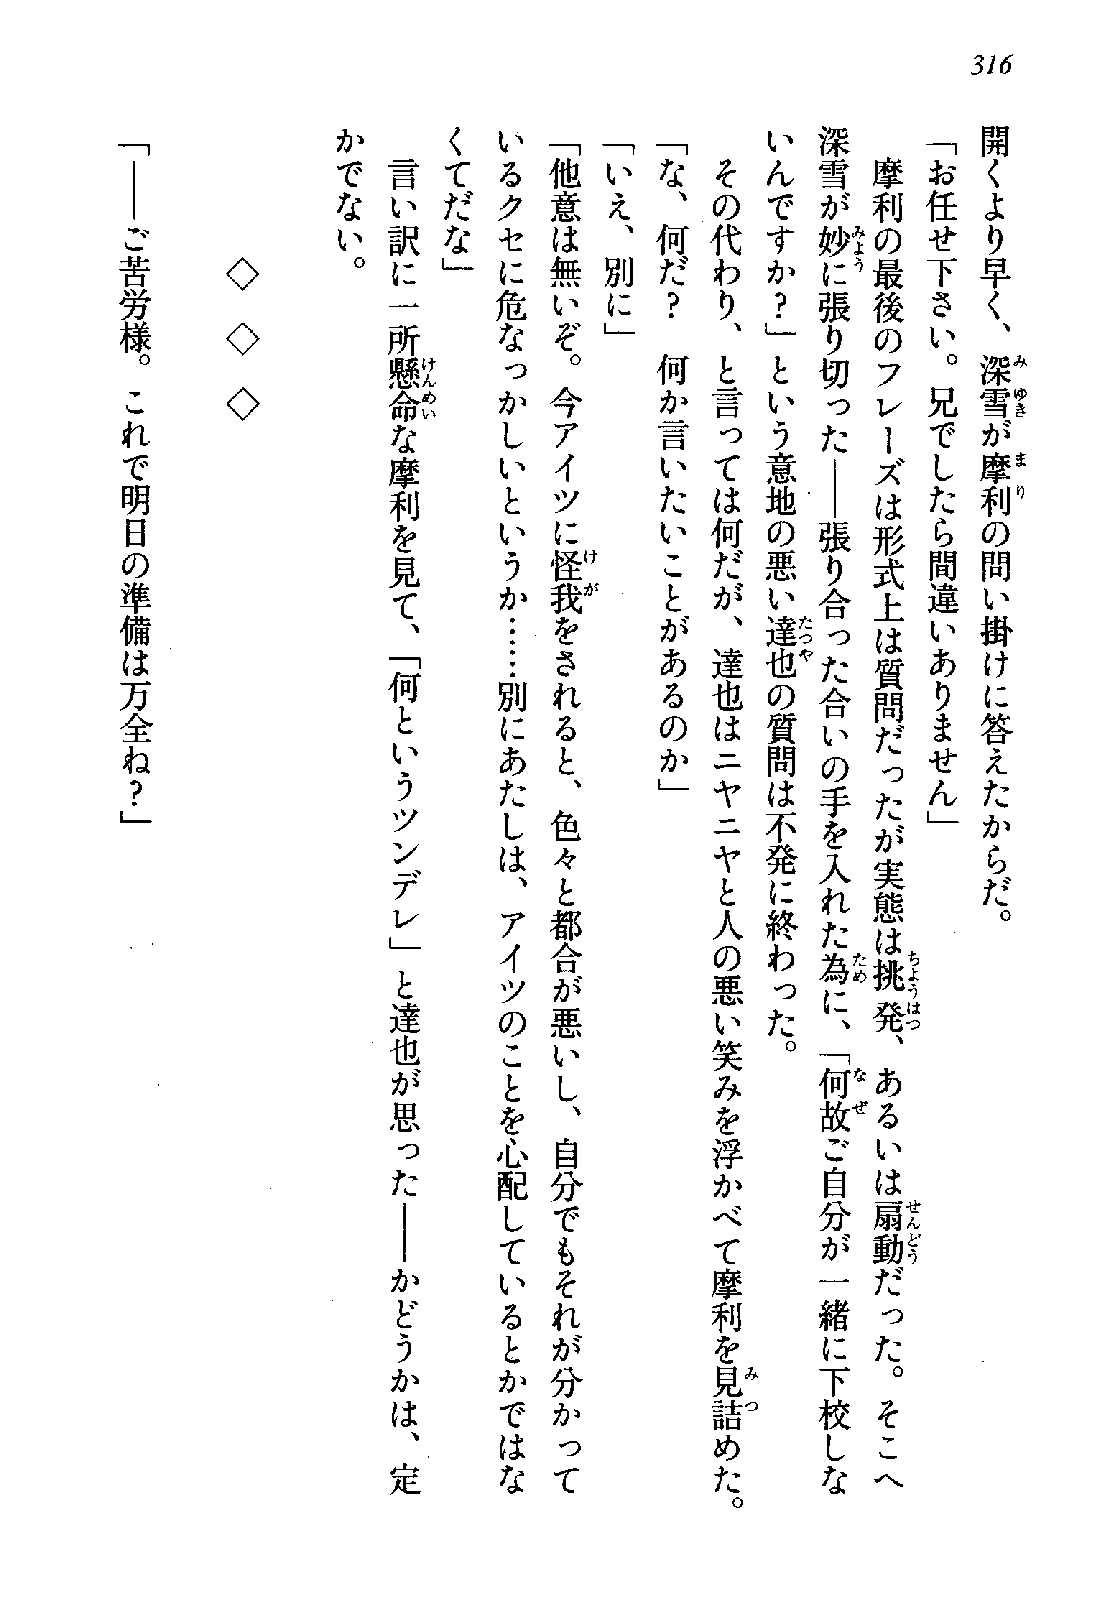 316
開くより早く、深雪が摩利の問い掛けに答えたからだ。
「お任せ下さい。兄でしたら間違いありません」
　摩利の最後のフレーズは形式上は質問だったが実態は挑発、あるいは扇動だった。そこへ
深雪が妙に張り切った――張り合った合いの手を入れた為に、「何故ご自分が一緒に下校しな
いんですか？」という意地の悪い達也の質問は不発に終わった。
　その代わり、と言っては何だが、達也はニヤニヤと人の悪い笑みを浮かべて摩利を見詰めた。
「な、何だ？　何か言いたいことがあるのか」
「いえ、別に」
「他意は無いぞ。今アイツに怪我をされると、色々と都合が悪いし、自分でもそれが分かって
いるクセに危なっかしいというか……別にあたしは、アイツのことを心配しているとかではな
くてだな」
　言い訳に一所懸命な摩利を見て、「何というツンデレ」と達也が思った――かどうかは、定
かでない。
◇　◇　◇
「――ご苦労様。これで明日の準備は万全ね？」